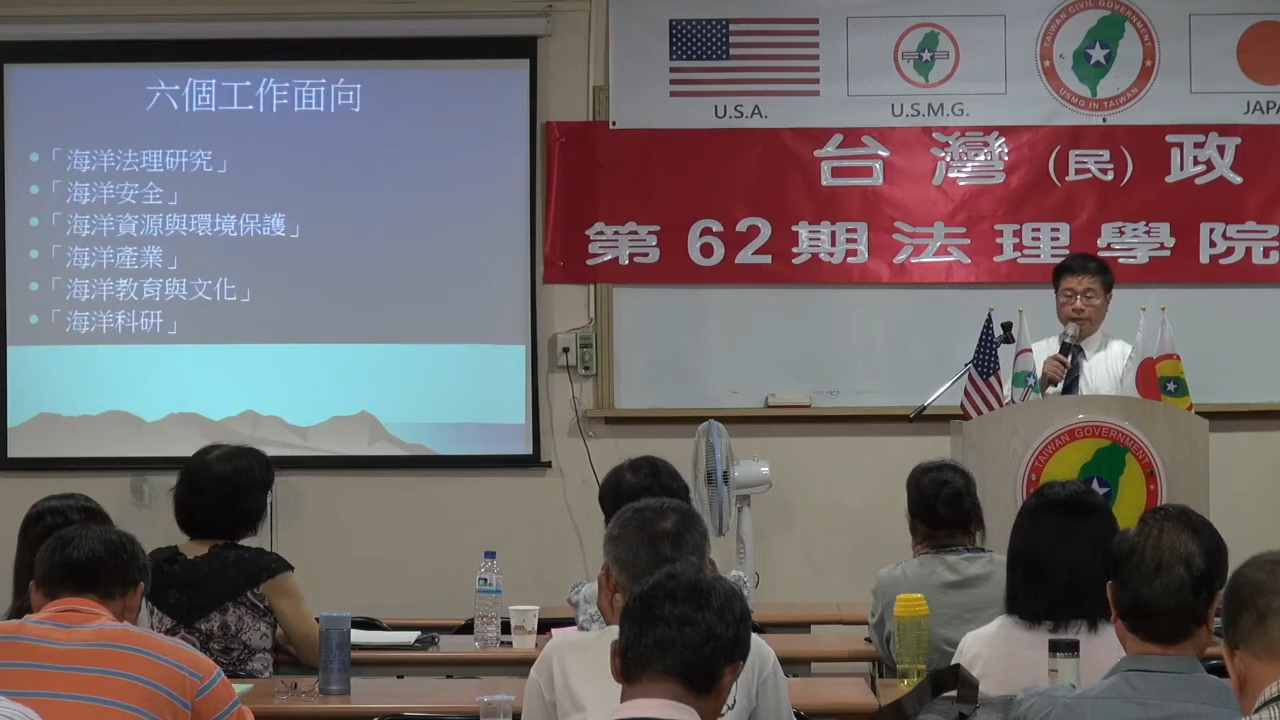 六個工作面向
「海洋法理研究」
「海洋安全」
「海洋資源與環境保護」
「海洋產業」
「海洋教育與文化」
「海洋科研」
U.S.A.
U.S.M.G.
TAIWAN CIVIL GOVERNMENT
USMG IN TAIWAN
JAPA
台灣(民)政
第62期法理學院
TAIWAN GOVERNMENT